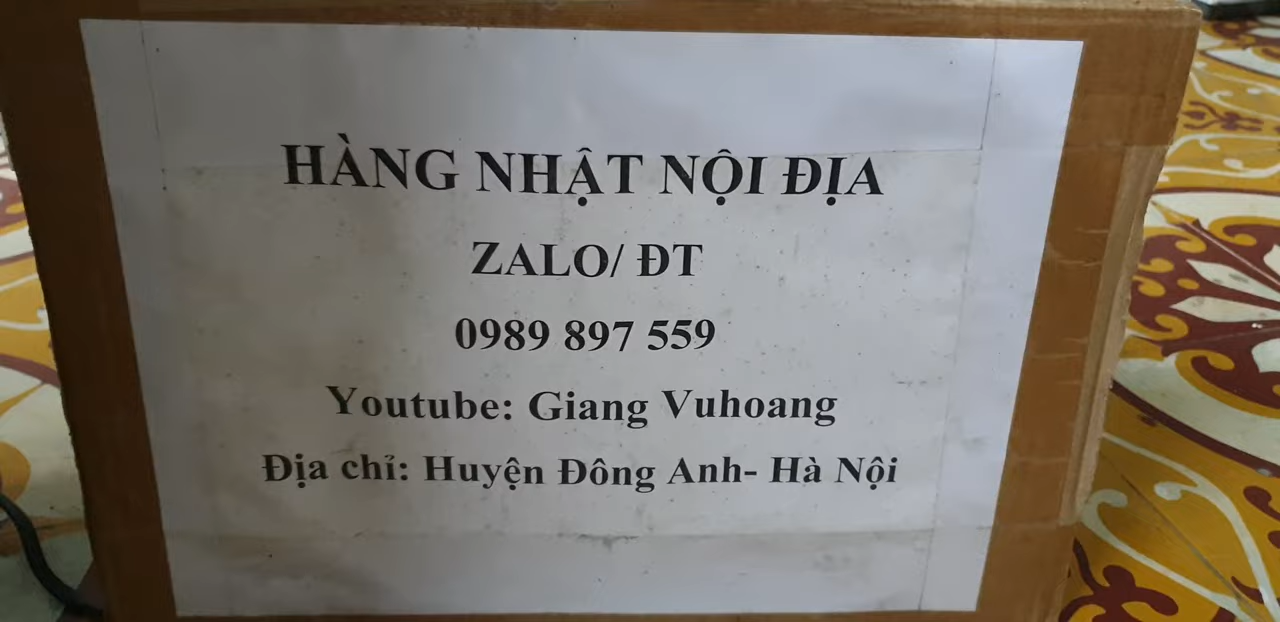 HÀNG NHẬT NỘI ĐỊA
ZALO/ ĐT
0989 897 559
Youtube: Giang Vuhoang
Địa chỉ: Huyện Đông Anh- Hà Nội